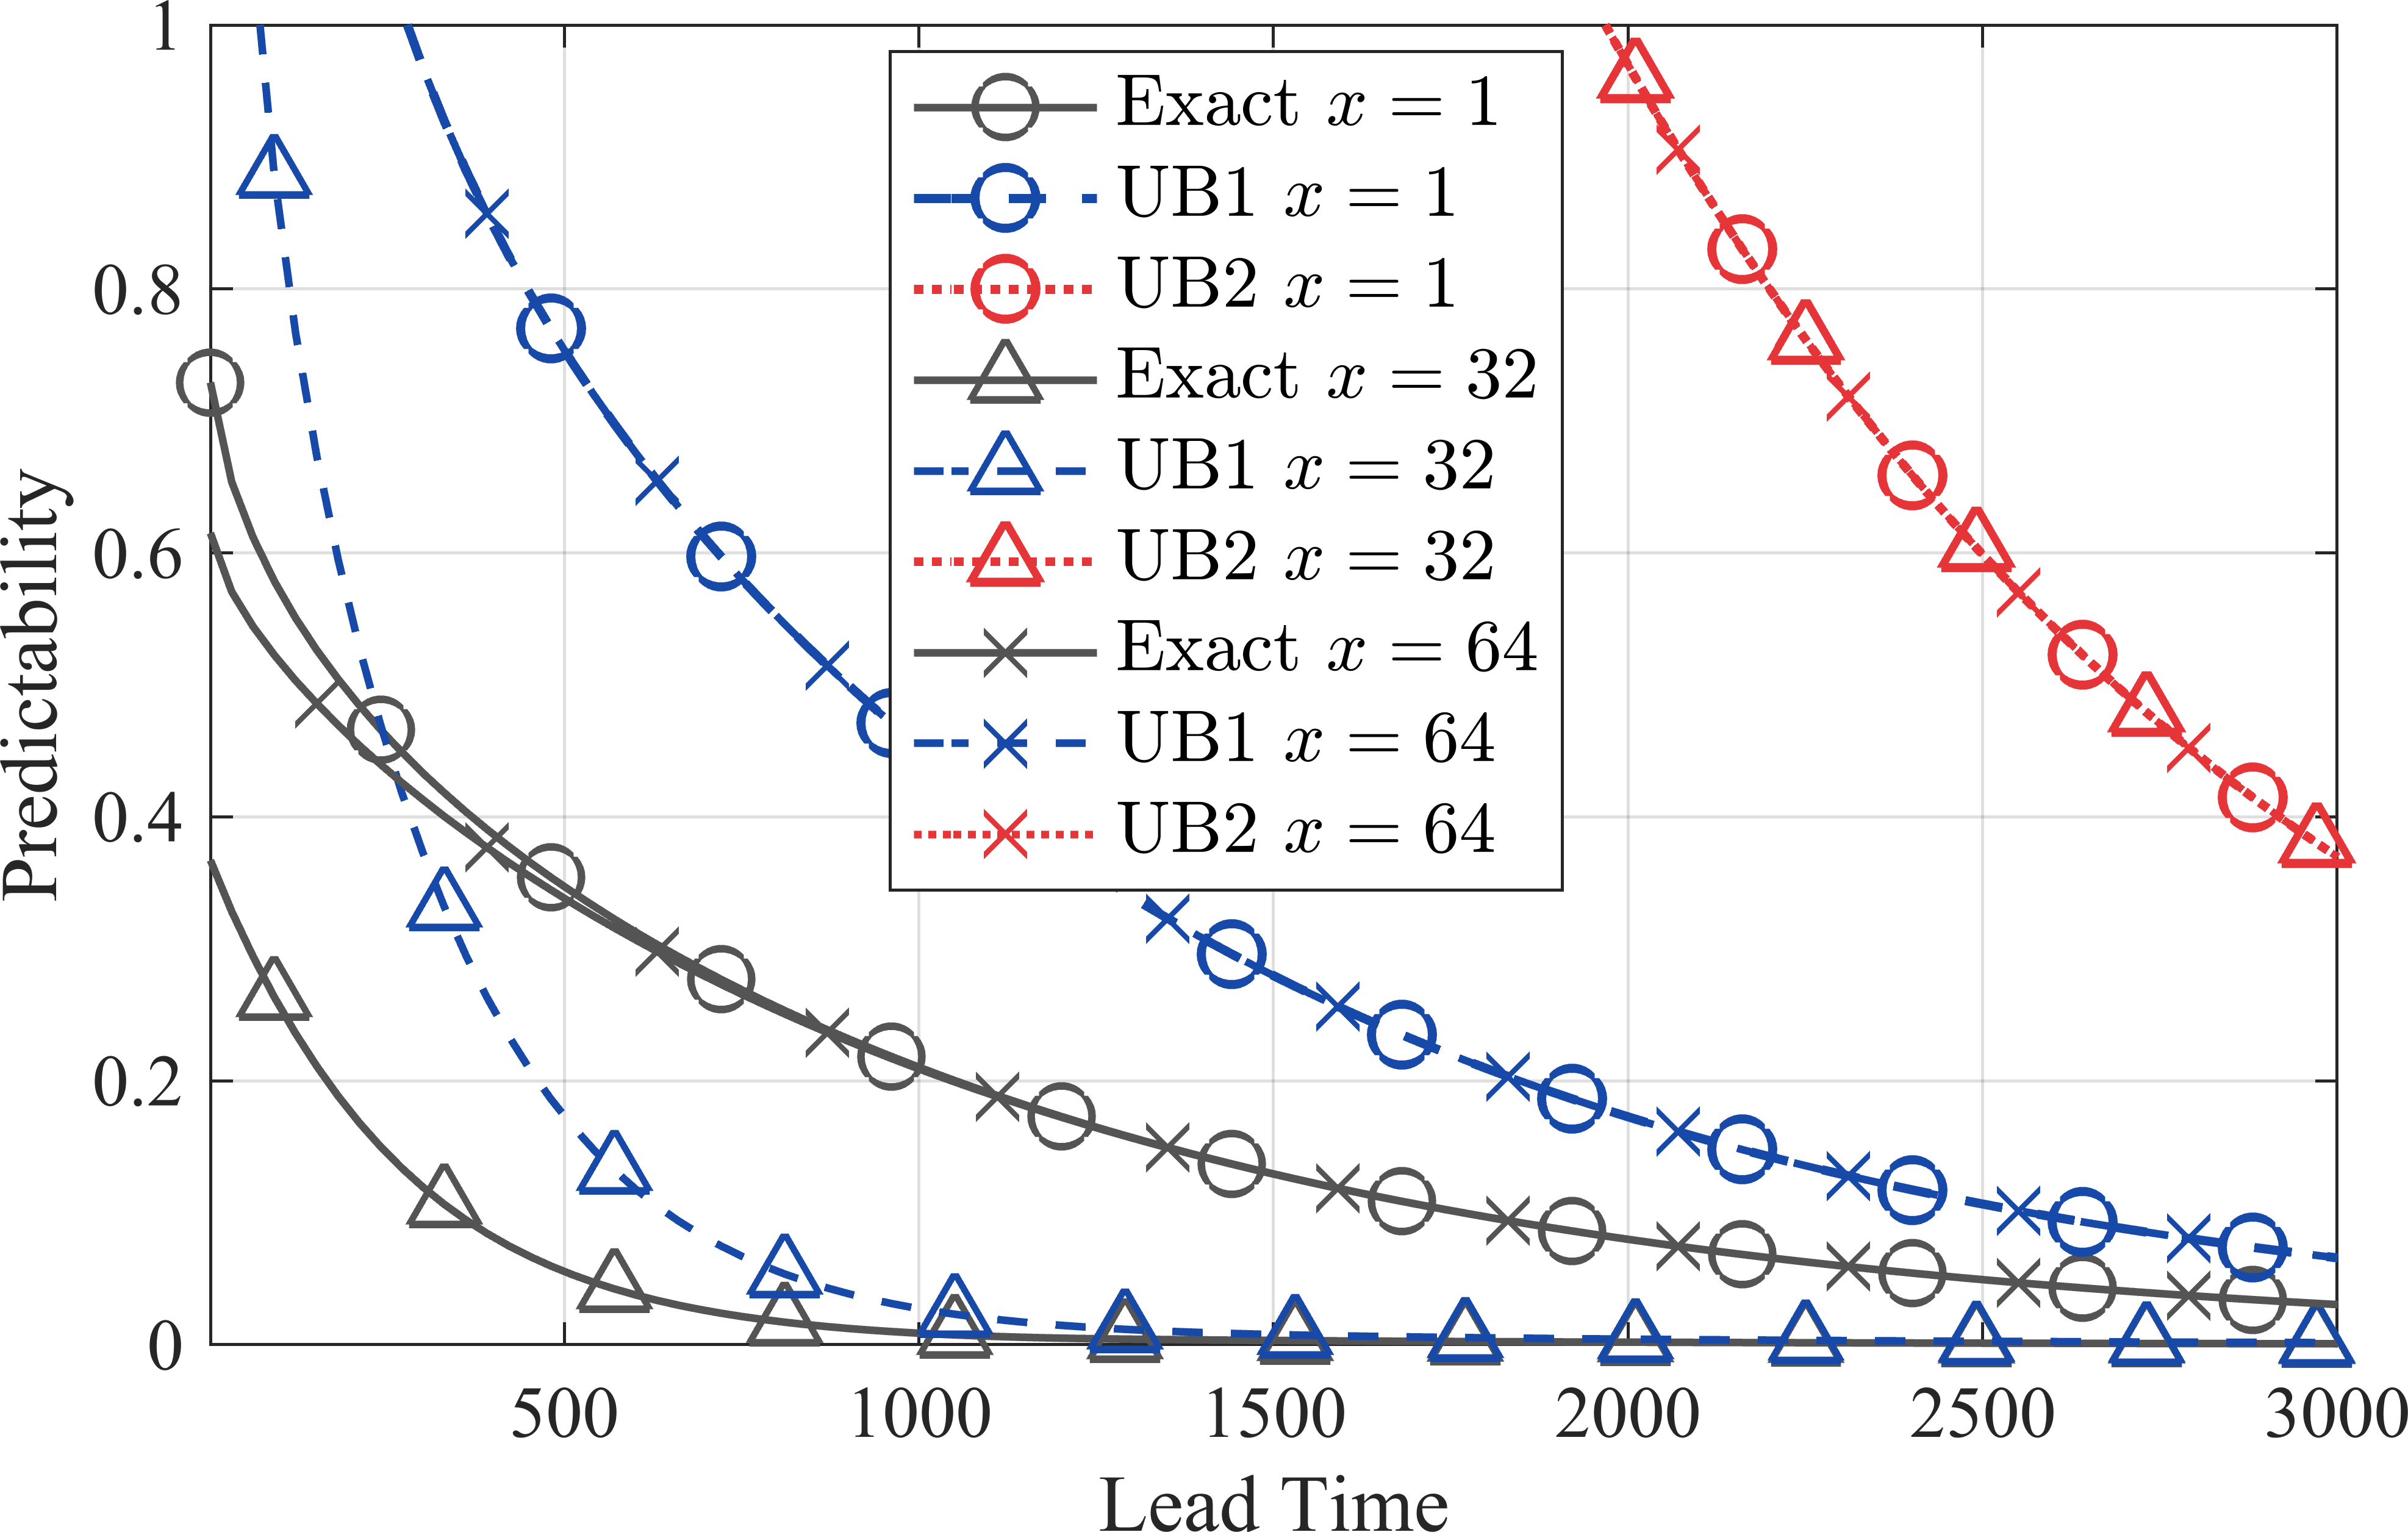 Predictability
1
0.8
0.6
0.4
0.2
0
Exact x = 1
UB1 x = 1
UB2 x = 1
Exact x = 32
UB1 x = 32
UB2 x = 32
Exact x = 64
UB1 x = 64
UB2 x = 64
500 1000 1500 2000 2500 3000
Lead Time